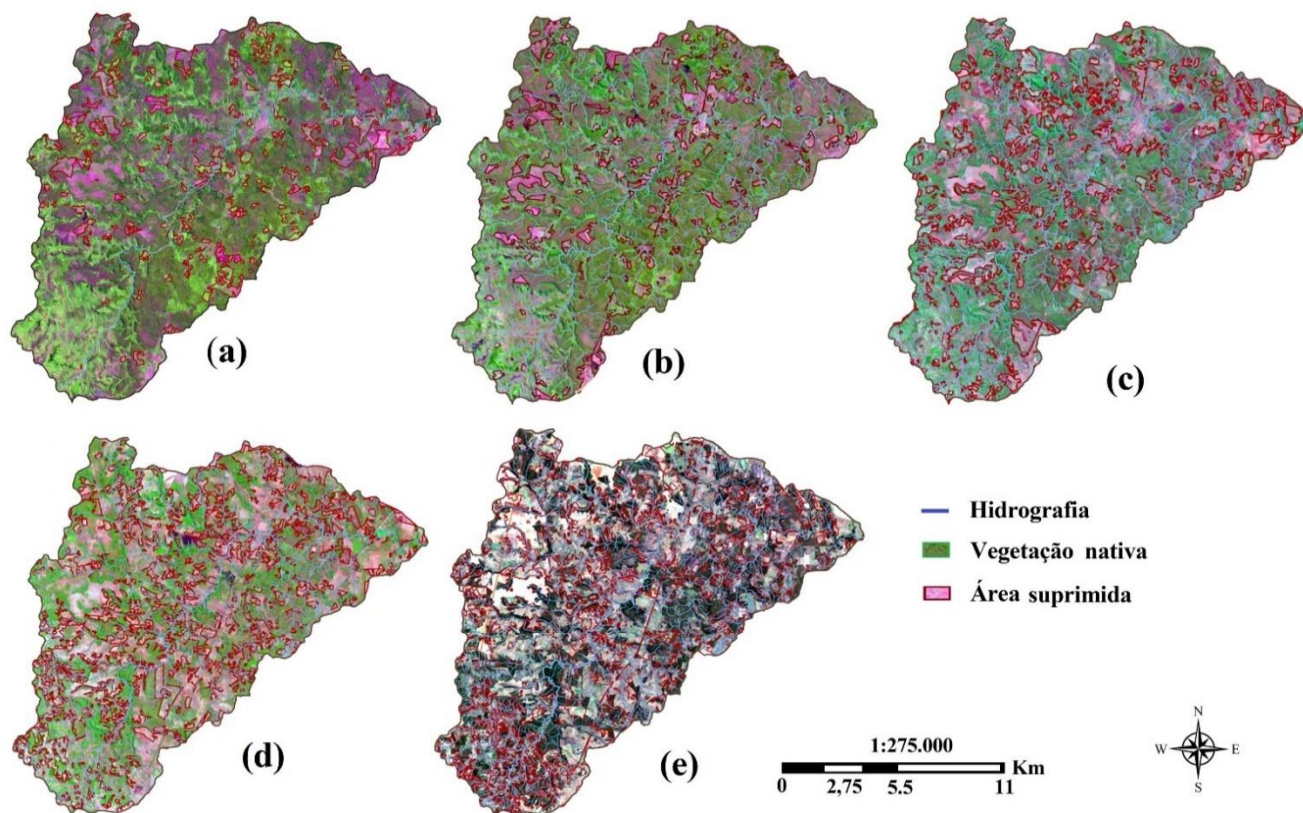 (a)
(b)
(c)
(d)
(e)
Hidrografia
Vegetação nativa
Área suprimida
1:275.000
Km
0 2,75 5.5 11
N
W E
S